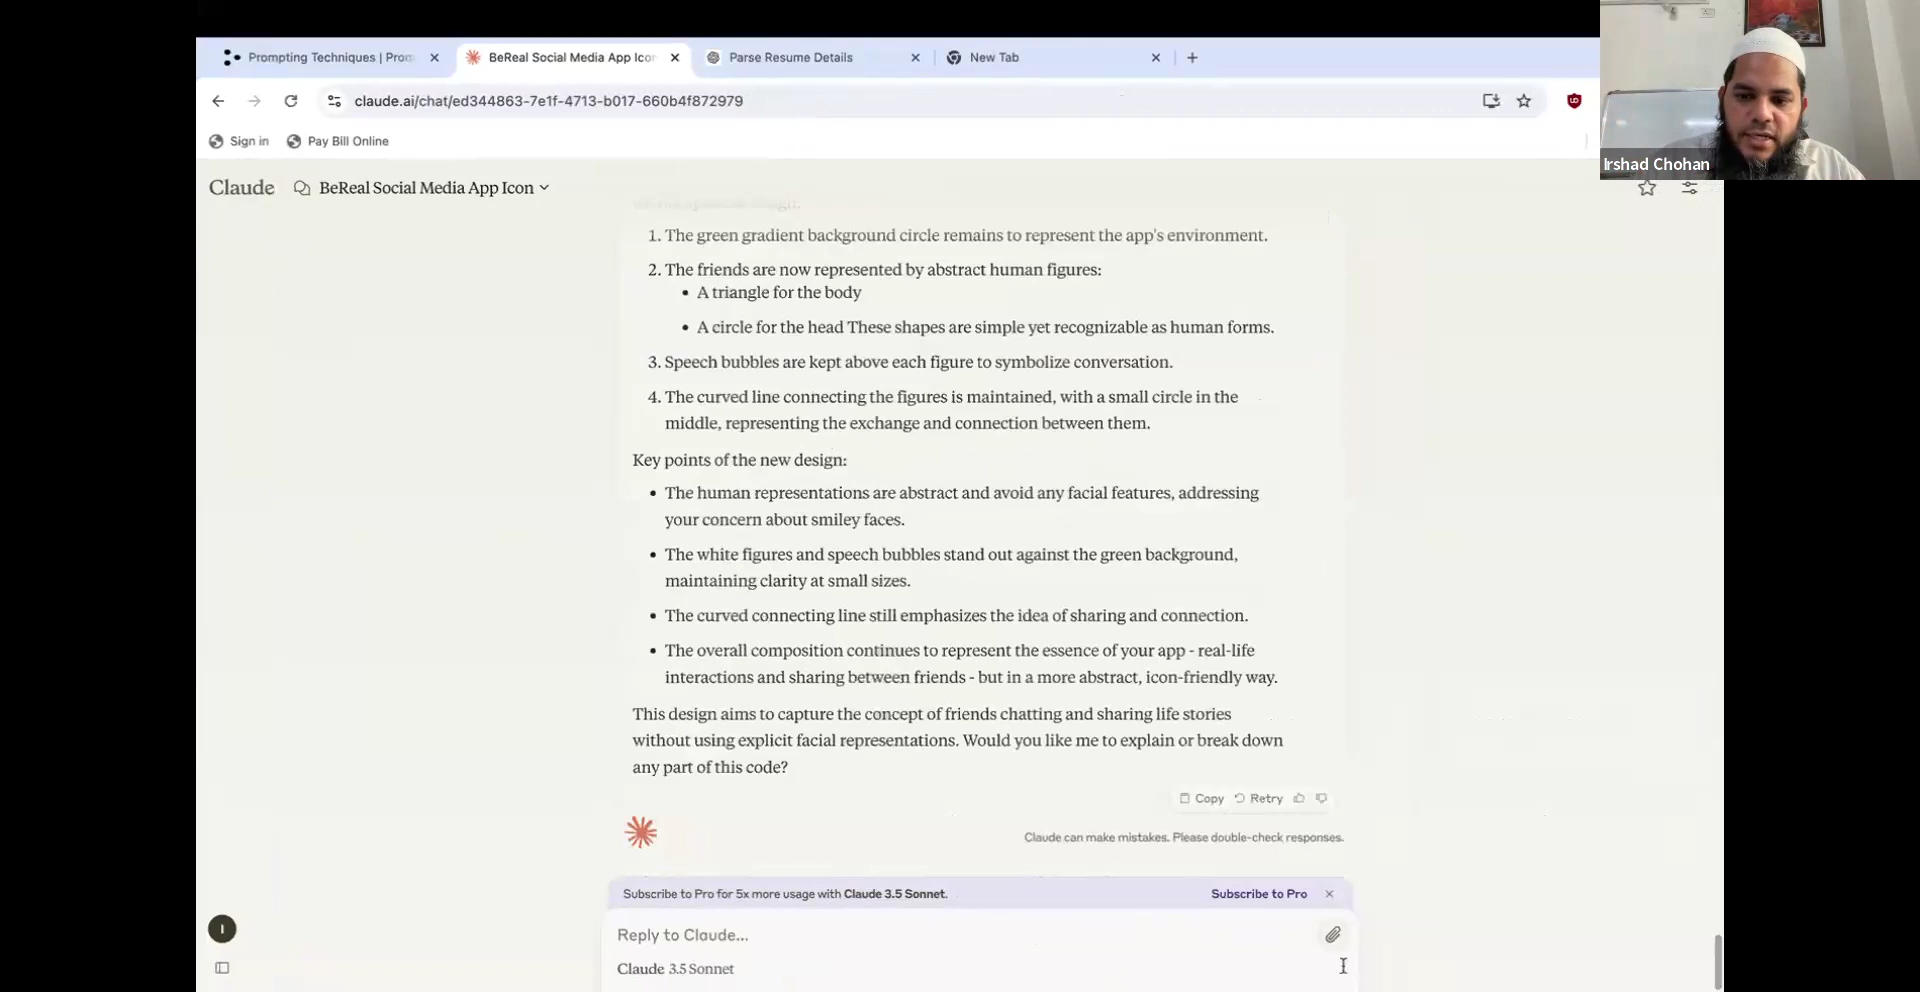 Prompting Techniques | Prom
BeReal Social Media App Icon
Parse Resume Details
New Tab
claude.ai/chat/ed344863-7e1f-4713-b017-660b4f872979
Sign in
Pay Bill Online
Irshad Chohan
Claude
BeReal Social Media App Icon
1. The green gradient background circle remains to represent the app's environment.
2. The friends are now represented by abstract human figures:
• A triangle for the body
• A circle for the head These shapes are simple yet recognizable as human forms.
3. Speech bubbles are kept above each figure to symbolize conversation.
4. The curved line connecting the figures is maintained, with a small circle in the
middle, representing the exchange and connection between them.
Key points of the new design:
• The human representations are abstract and avoid any facial features, addressing
your concern about smiley faces.
• The white figures and speech bubbles stand out against the green background,
maintaining clarity at small sizes.
• The curved connecting line still emphasizes the idea of sharing and connection.
• The overall composition continues to represent the essence of your app - real-life
interactions and sharing between friends - but in a more abstract, icon-friendly way.
This design aims to capture the concept of friends chatting and sharing life stories
without using explicit facial representations. Would you like me to explain or break down
any part of this code?
Copy Retry
Claude can make mistakes. Please double-check responses.
Subscribe to Pro for 5x more usage with Claude 3.5 Sonnet.
Subscribe to Pro
I
Reply to Claude...
Claude 3.5 Sonnet